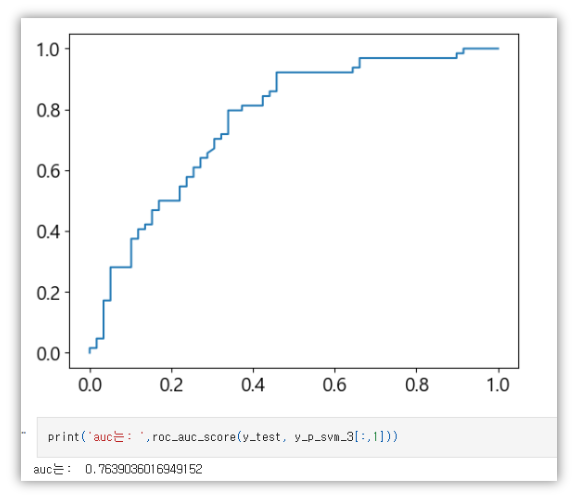 1.0
0.8
0.6
0.4
0.2
0.0
0.0 0.2 0.4 0.6 0.8 1.0
print('auc는: ',roc_auc_score(y_test, y_p_svm_3[:,1]))
auc는:  0.7639036016949152